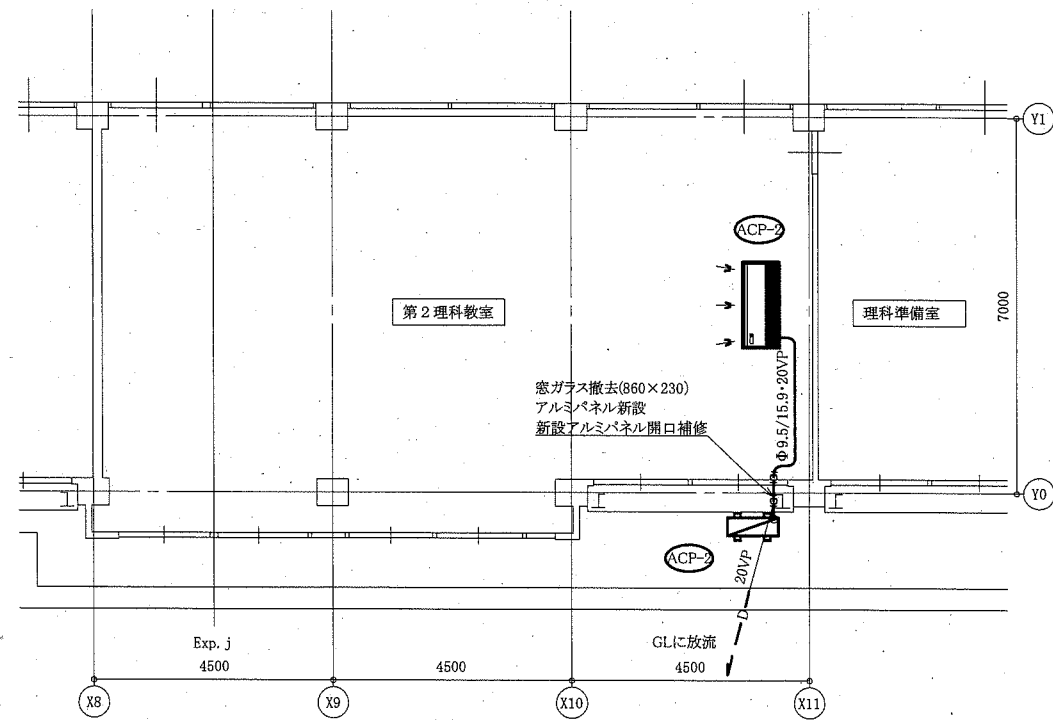 Y1
ACP-2
第2理科教室
理科準備室
7000
窓ガラス撤去(860×230)
アルミパネル新設
新設アルミパネル開口補修
Φ9.5/15.9・20VP
Y0
ACP-2
20VP
D
Exp. j
GLに放流
4500
4500
4500
X8
X9
X10
X11